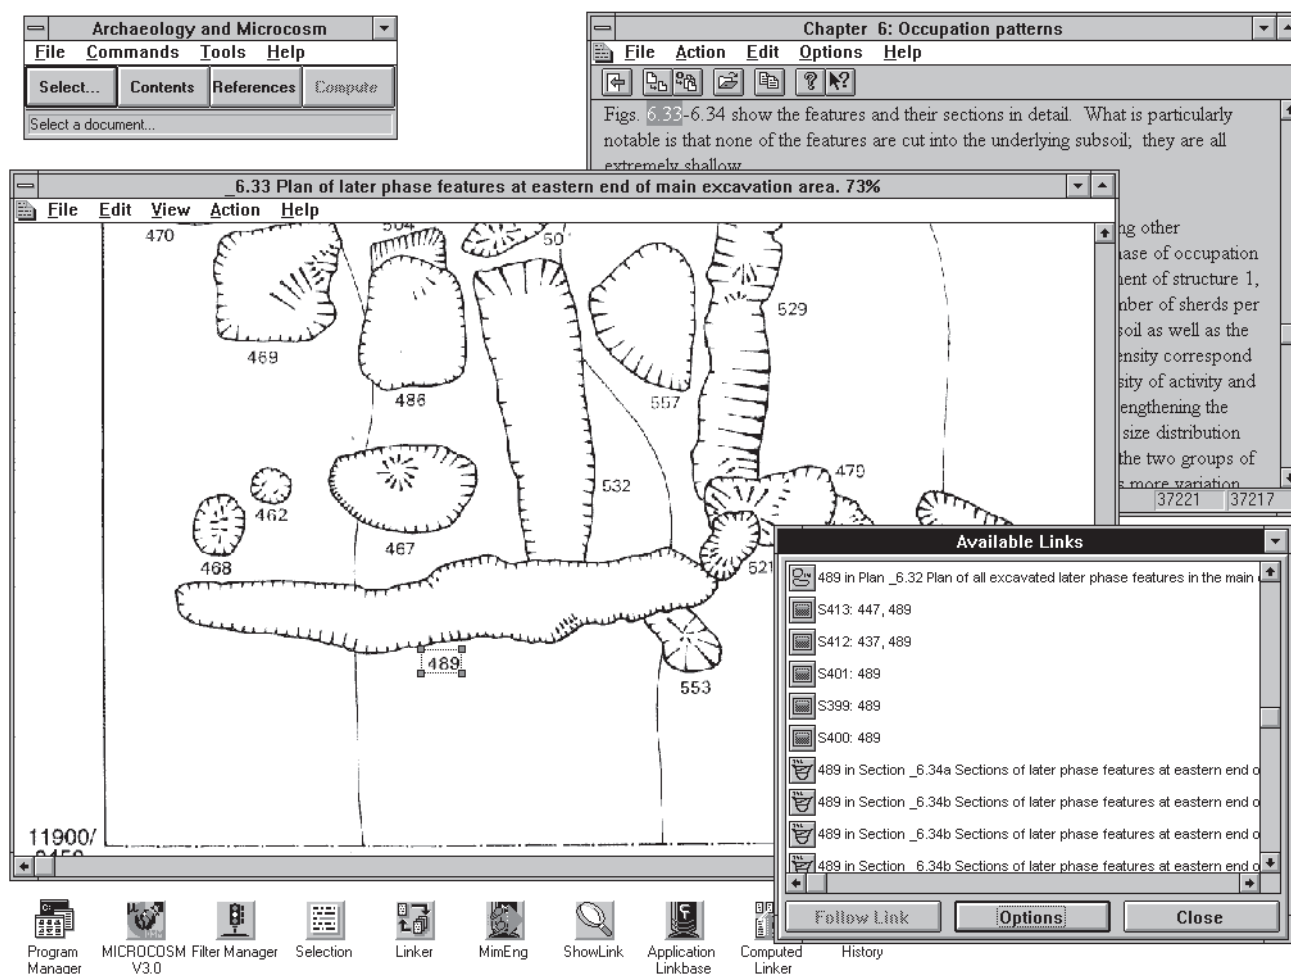 Archaeology and Microcosm
File Commands Tools Help
Select... Contents References Compute
Select a document...
Chapter 6: Occupation patterns
File Action Edit Options Help
Figs. 6.33-6.34 show the features and their sections in detail. What is particularly
notable is that none of the features are cut into the underlying subsoil; they are all
extremely shallow
ng other
ase of occupation
ent of structure 1,
nber of sherds per
soil as well as the
ensity correspond
sity of activity and
engthening the
size distribution
the two groups of
more variation
37221 37217
_6.33 Plan of later phase features at eastern end of main excavation area. 73%
File Edit View Action Help
470
504
50
529
469
486
557
479
532
462
467
468
521
489
553
11900/
Available Links
489 in Plan _6.32 Plan of all excavated later phase features in the main
S413: 447, 489
S412: 437, 489
S401: 489
S399: 489
S400: 489
489 in Section _6.34a Sections of later phase features at eastern end o
489 in Section _6.34b Sections of later phase features at eastern end o
489 in Section _6.34b Sections of later phase features at eastern end o
489 in Section _6.34b Sections of later phase features at eastern end o
Follow Link Options Close
Program Manager
MICROCOSM V3.0
Filter Manager
Selection
Linker
MimEng
ShowLink
Application Linkbase
Computed Linker
History